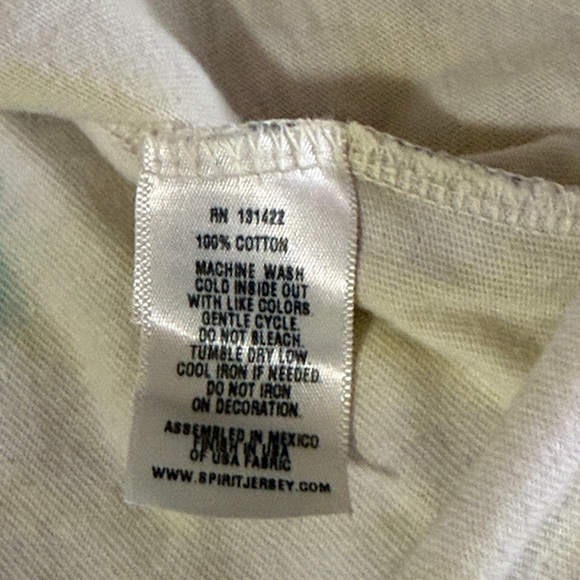 RN 131422
100% COTTON
MACHINE WASH
COLD INSIDE OUT
WITH LIKE COLORS.
GENTLE CYCLE.
DO NOT BLEACH.
TUMBLE DRY LOW.
COOL IRON IF NEEDED
DO NOT IRON
ON DECORATION.
ASSEMBLED IN MEXICO
FINISH IN USA
OF USA FABRIC
WWW.SPIRITJERSEY.COM